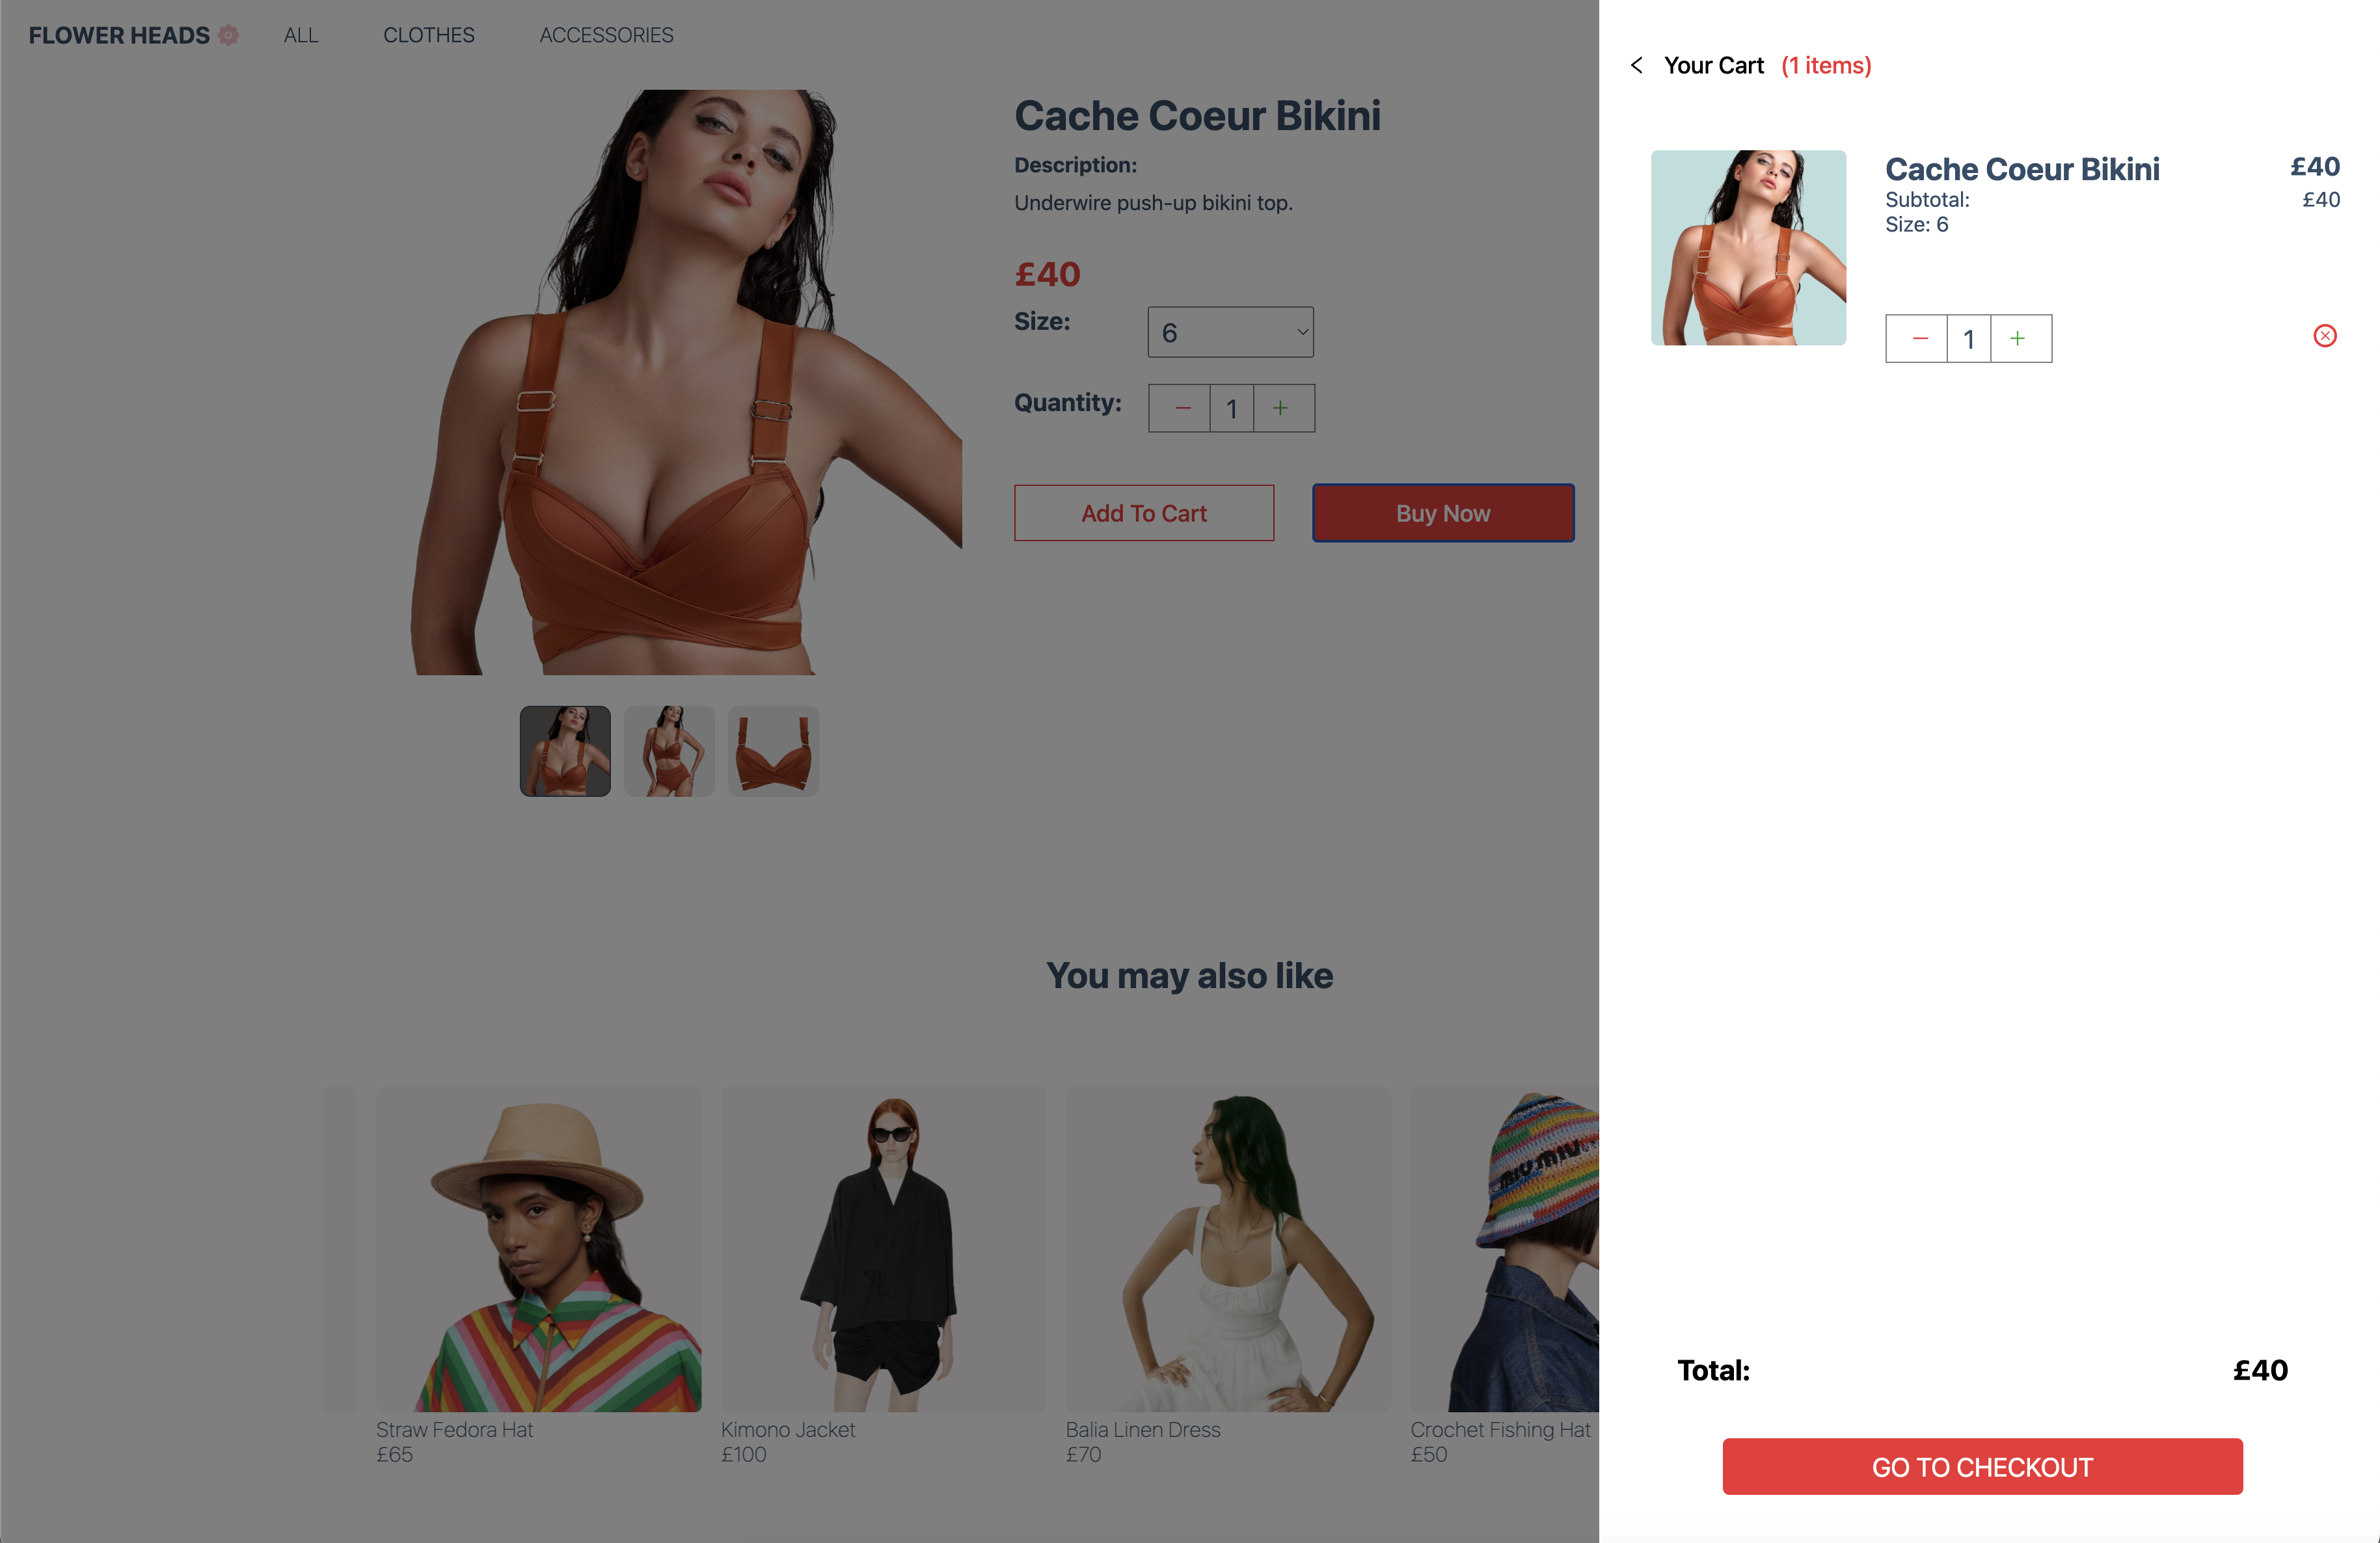 FLOWER HEADS
ALL
CLOTHES
ACCESSORIES
Cache Coeur Bikini
Description:
Underwire push-up bikini top.
£40
Size:
6
Quantity:
1
Add To Cart
Buy Now
You may also like
Straw Fedora Hat
£65
Kimono Jacket
£100
Balia Linen Dress
£70
Crochet Fishing Hat
£50
Your Cart (1 items)
Cache Coeur Bikini
£40
Subtotal:
£40
Size: 6
1
Total:
£40
GO TO CHECKOUT